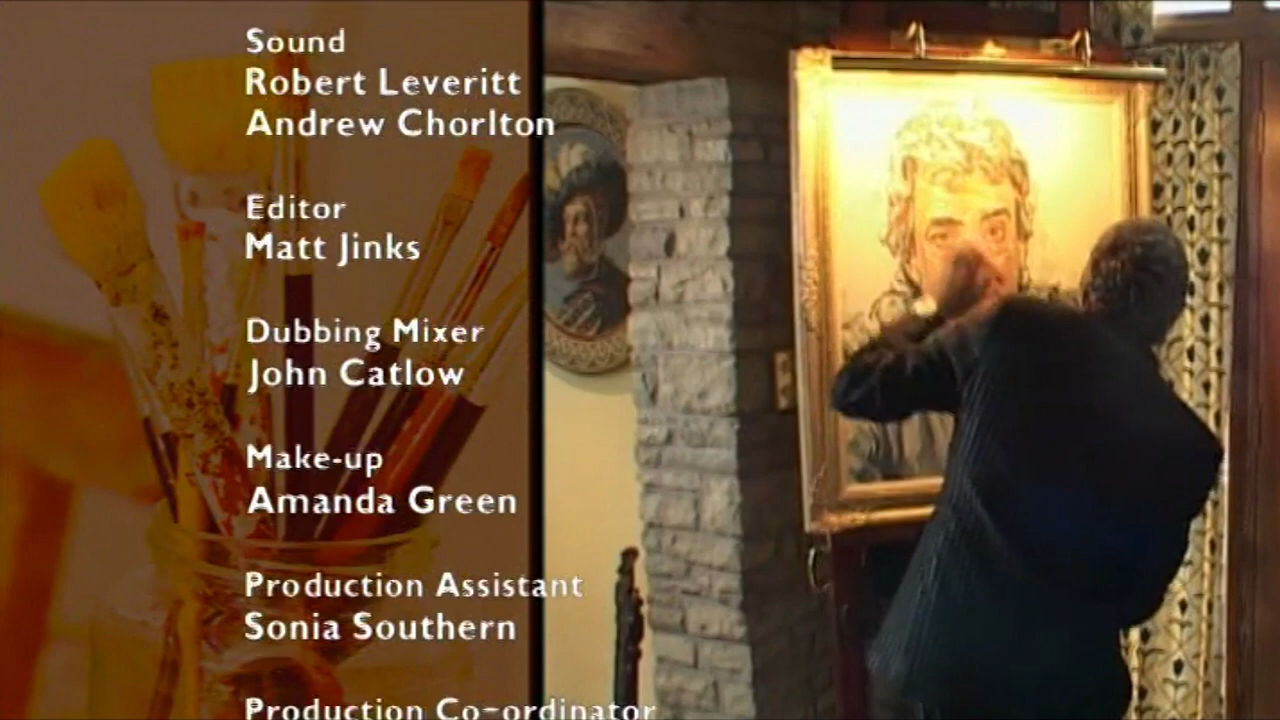 Sound
Robert Leveritt
Andrew Chorlton
Editor
Matt Jinks
Dubbing Mixer
John Catlow
Make-up
Amanda Green
Production Assistant
Sonia Southern
Production Co-ordinator